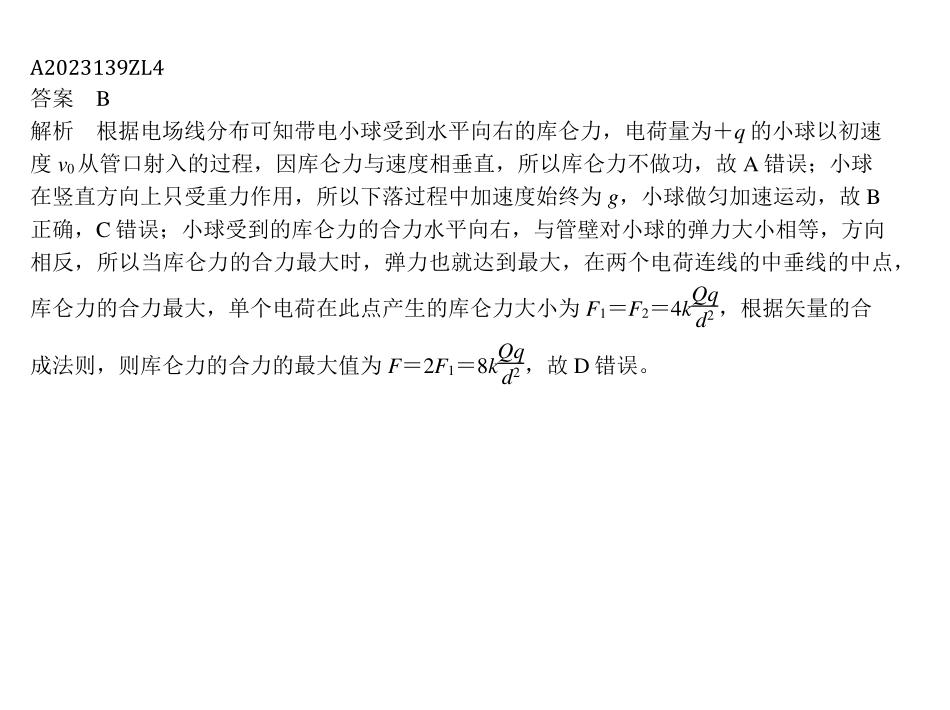 A2023139ZL4
答案　B
解析　根据电场线分布可知带电小球受到水平向右的库仑力，电荷量为＋q 的小球以初速
度 v₀从管口射入的过程，因库仑力与速度相垂直，所以库仑力不做功，故 A 错误；小球
在竖直方向上只受重力作用，所以下落过程中加速度始终为 g，小球做匀加速运动，故 B
正确，C 错误；小球受到的库仑力的合力水平向右，与管壁对小球的弹力大小相等，方向
相反，所以当库仑力的合力最大时，弹力也就达到最大，在两个电荷连线的中垂线的中点，
库仑力的合力最大，单个电荷在此点产生的库仑力大小为 F₁＝F₂＝4k\frac{Qq}{d²}，根据矢量的合
成法则，则库仑力的合力的最大值为 F＝2F₁＝8k\frac{Qq}{d²}，故 D 错误。